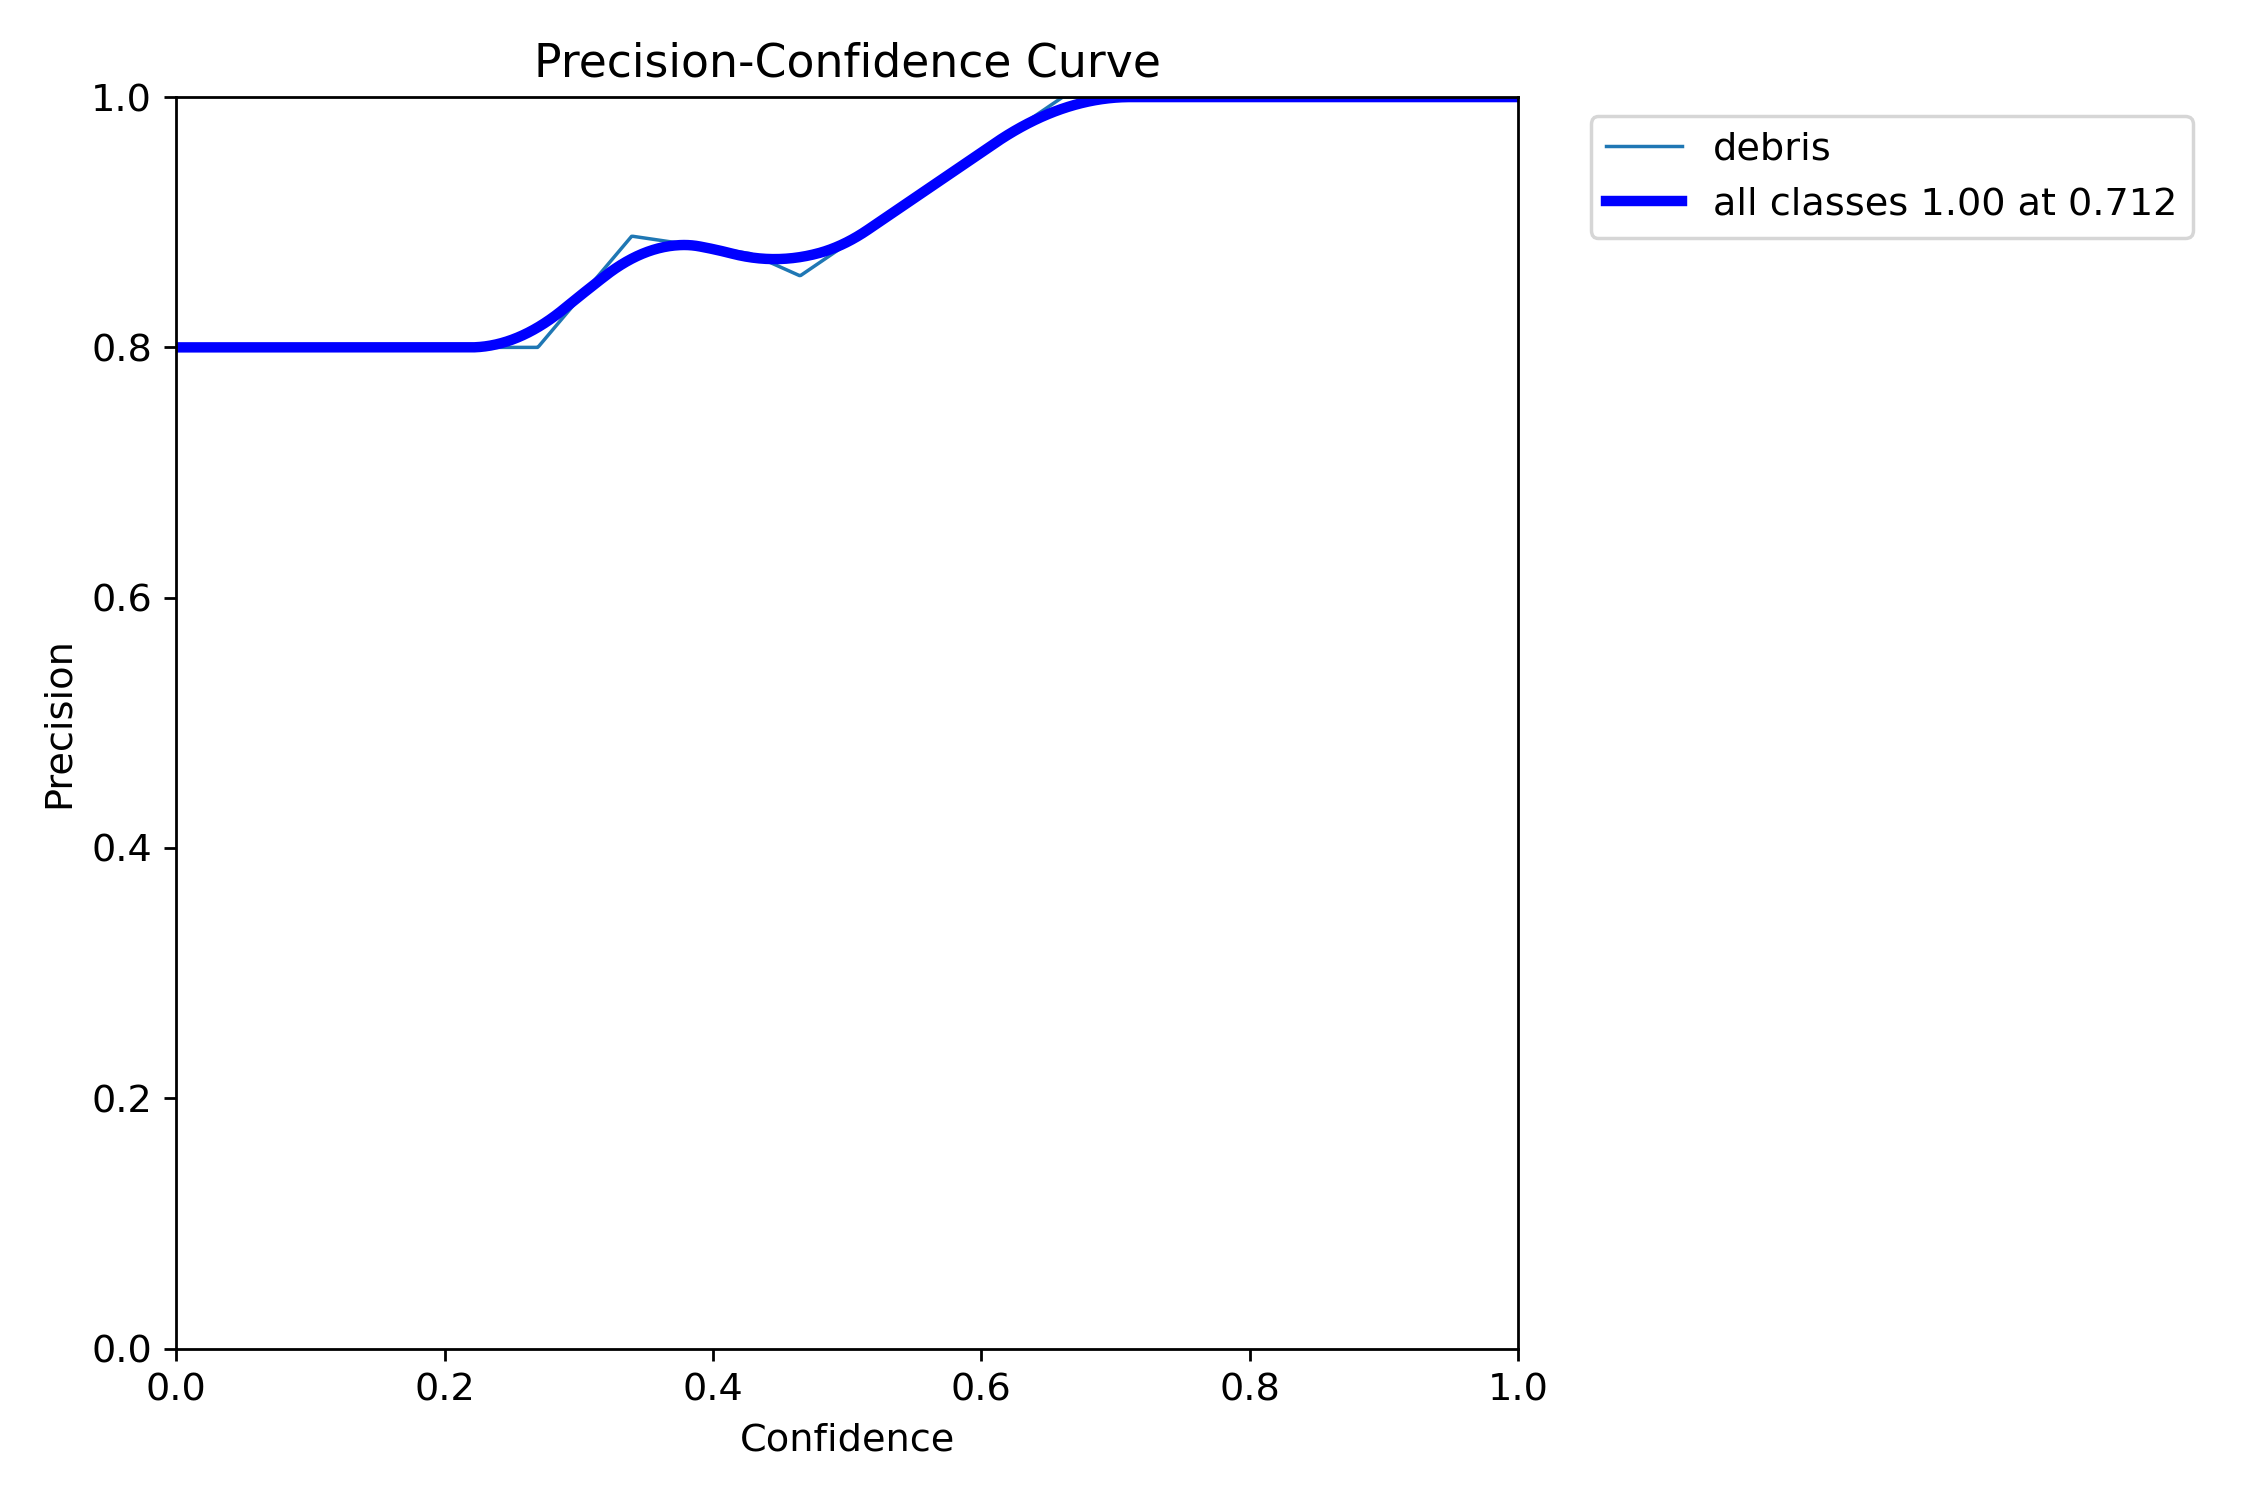 Precision-Confidence Curve
1.0
0.8
0.6
0.4
0.2
0.0
Precision
0.0 0.2 0.4 0.6 0.8 1.0
Confidence
debris
all classes 1.00 at 0.712